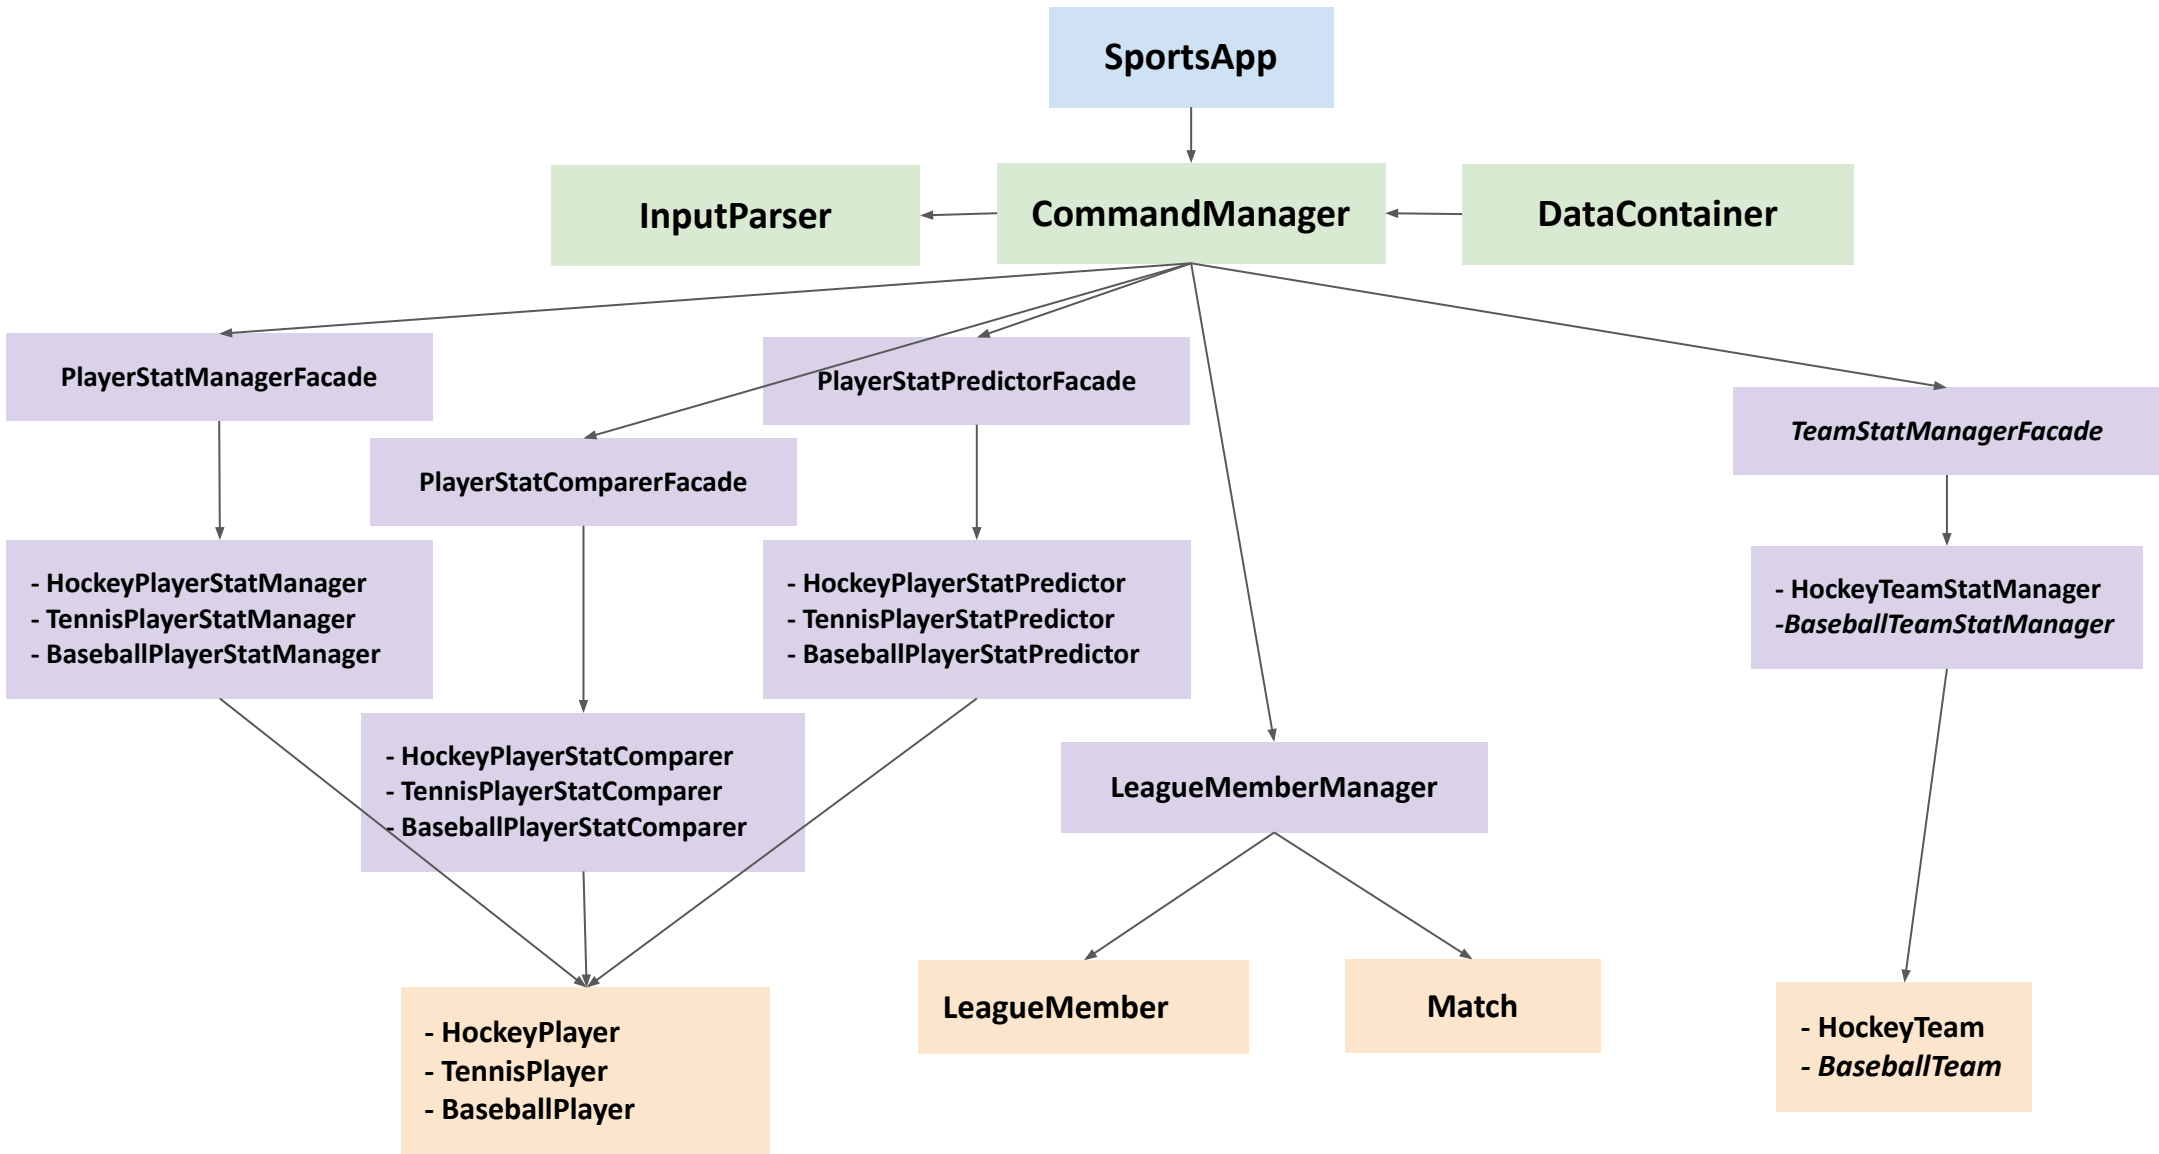 SportsApp
InputParser
CommandManager
DataContainer
PlayerStatManagerFacade
PlayerStatPredictorFacade
TeamStatManagerFacade
PlayerStatComparerFacade
- HockeyPlayerStatManager
- TennisPlayerStatManager
- BaseballPlayerStatManager
- HockeyPlayerStatPredictor
- TennisPlayerStatPredictor
- BaseballPlayerStatPredictor
- HockeyTeamStatManager
-BaseballTeamStatManager
- HockeyPlayerStatComparer
- TennisPlayerStatComparer
- BaseballPlayerStatComparer
LeagueMemberManager
LeagueMember
Match
- HockeyPlayer
- TennisPlayer
- BaseballPlayer
- HockeyTeam
- BaseballTeam